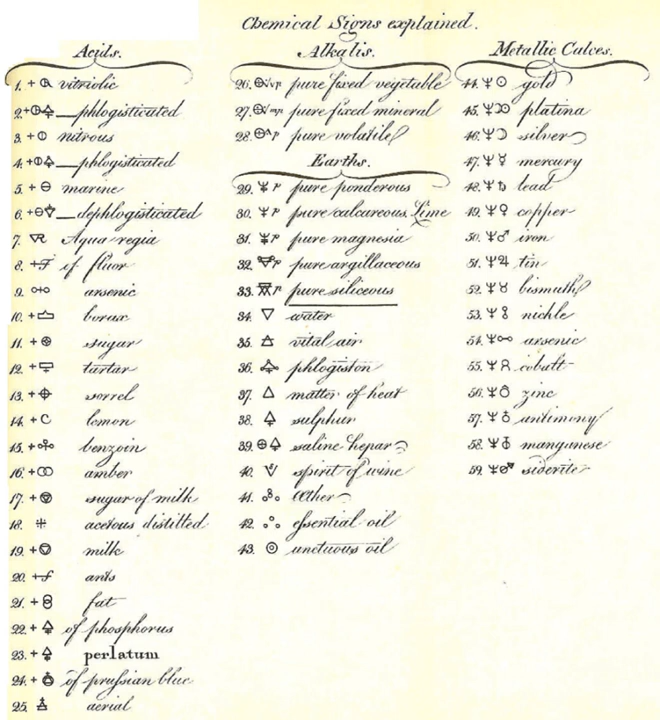 Chemical Signs explained.
Acids.
1. + vitriolic
2. + phlogisticated
3. + nitrous
4. + phlogisticated
5. + marine
6. + dephlogisticated
7. Aqua regia
8. of fluor
9. arsenic
10. + borax
11. + sugar
12. + tartar
13. + sorrel
14. + lemon
15. + benzoin
16. + amber
17. + sugar of milk
18. acetous distilled
19. + milk
20. ants
21. + fat
22. + of phosphorus
23. + perlatum
24. + of prussian blue
25. aerial
Alkalis.
26. pure fixed vegetable
27. pure fixed mineral
28. pure volatile
Earths.
29. pure ponderous
30. pure calcareous, Lime
31. pure magnesia
32. pure argillaceous
33. pure siliceous
34. water
35. vital air
36. phlogiston
37. matter of heat
38. sulphur
39. saline hepar
40. spirit of wine
41. Æther
42. essential oil
43. unctuous oil
Metallic Calces.
44. gold
45. platina
46. silver
47. mercury
48. lead
49. copper
50. iron
51. tin
52. bismuth
53. nickle
54. arsenic
55. cobalt
56. zinc
57. antimony
58. manganese
59. siderite